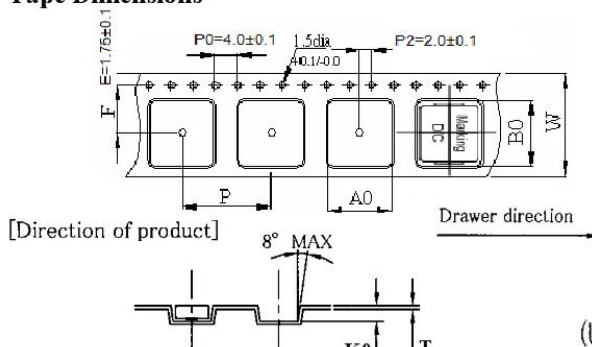 Tape Dimensions
E=1.75±0.1
P0=4.0±0.1
1.5dia
+0.1/-0.0
P2=2.0±0.1
F
Marking
D/C
B0
W
P
A0
[Direction of product]
Drawer direction
8° MAX
K0
T